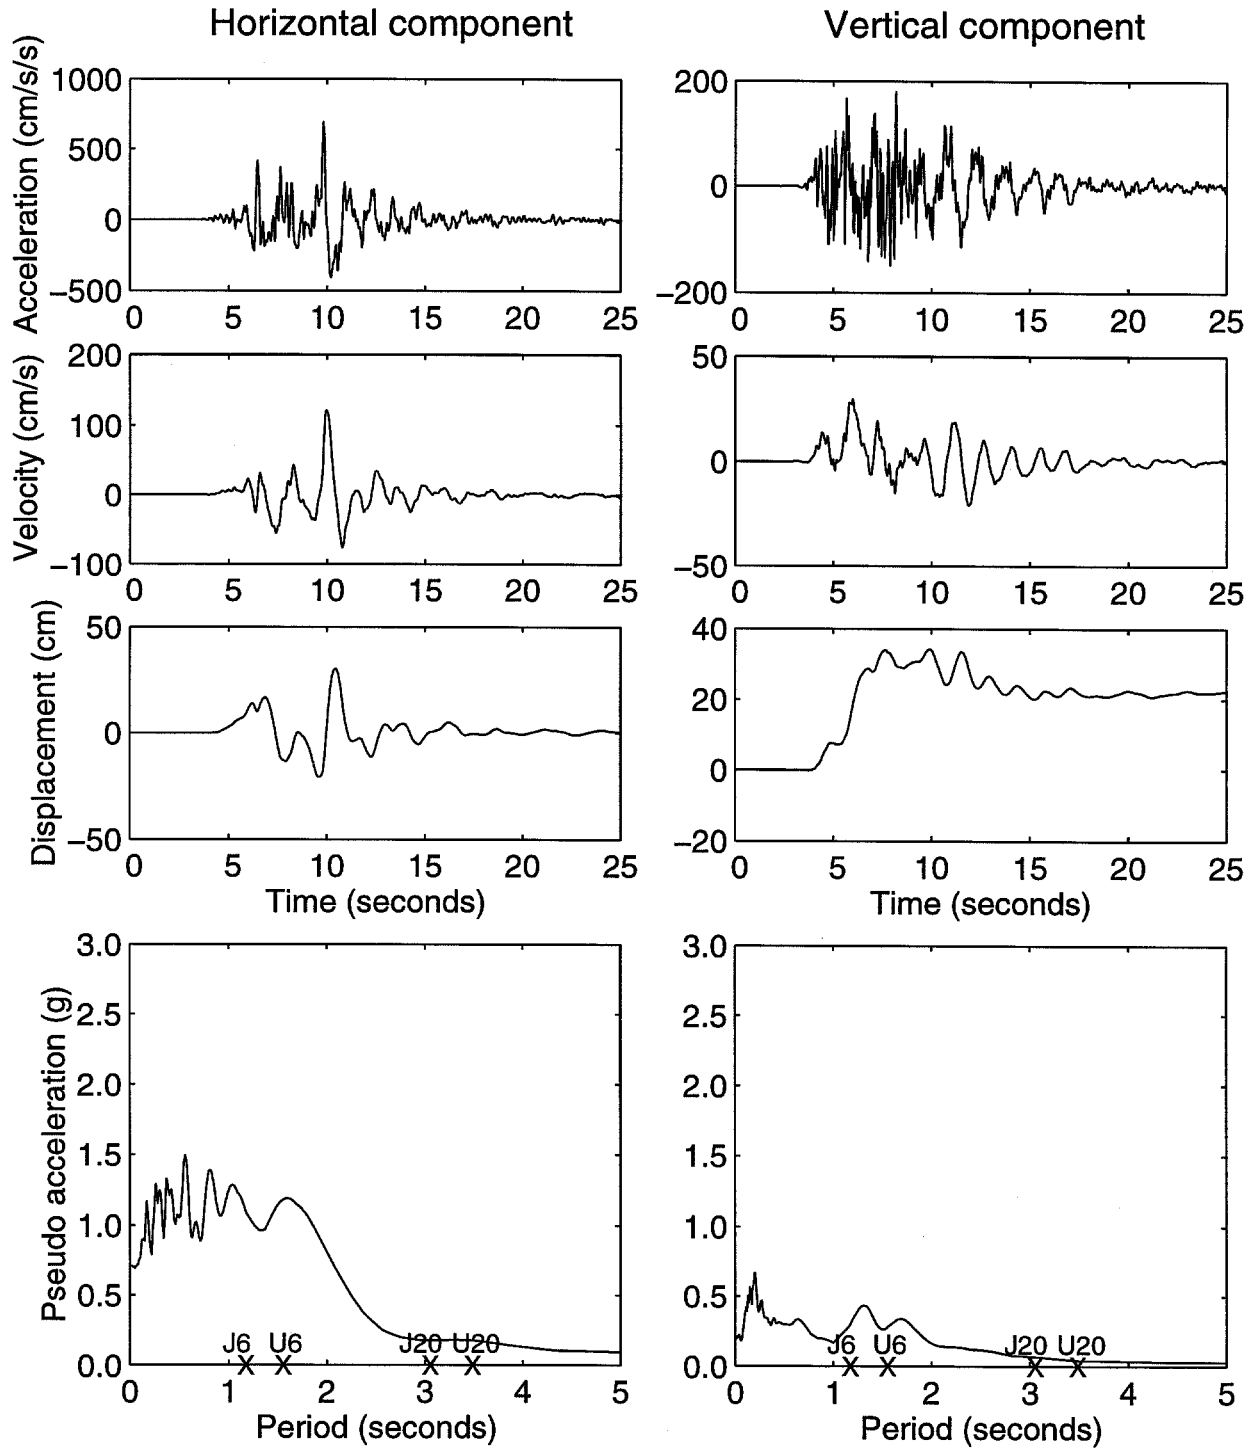 Horizontal component
Vertical component
Acceleration (cm/s/s)
1000
500
0
−500
0 5 10 15 20 25
200
0
−200
0 5 10 15 20 25
Velocity (cm/s)
200
100
0
−100
0 5 10 15 20 25
50
0
−50
0 5 10 15 20 25
Displacement (cm)
50
0
−50
0 5 10 15 20 25
Time (seconds)
40
20
0
−20
0 5 10 15 20 25
Time (seconds)
Pseudo acceleration (g)
3.0
2.5
2.0
1.5
1.0
0.5
0.0
J6 U6 J20 U20
0 1 2 3 4 5
Period (seconds)
3.0
2.5
2.0
1.5
1.0
0.5
0.0
J6 U6 J20 U20
0 1 2 3 4 5
Period (seconds)